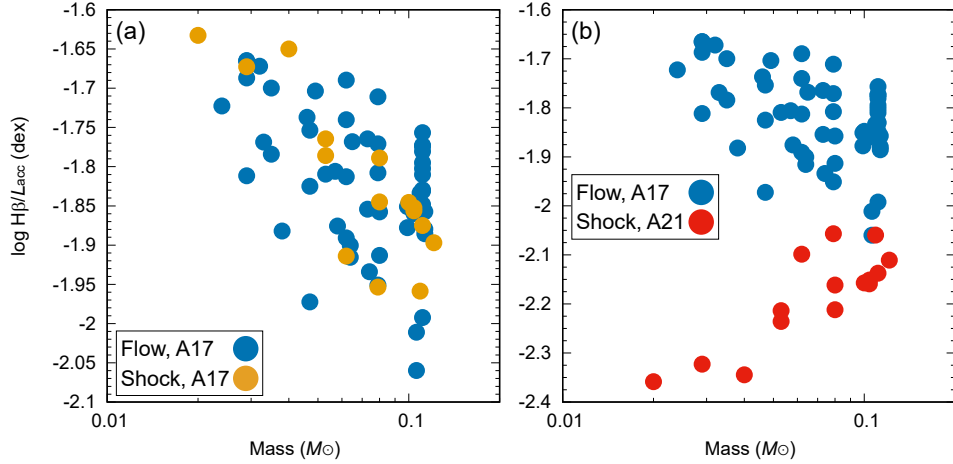 (a)
-1.6
-1.65
-1.7
-1.75
-1.8
-1.85
-1.9
-1.95
-2
-2.05
-2.1
log Hβ/Lacc (dex)
Flow, A17
Shock, A17
0.01
0.1
Mass (M⊙)
(b)
-1.6
-1.7
-1.8
-1.9
-2
-2.1
-2.2
-2.3
-2.4
Flow, A17
Shock, A21
0.01
0.1
Mass (M⊙)